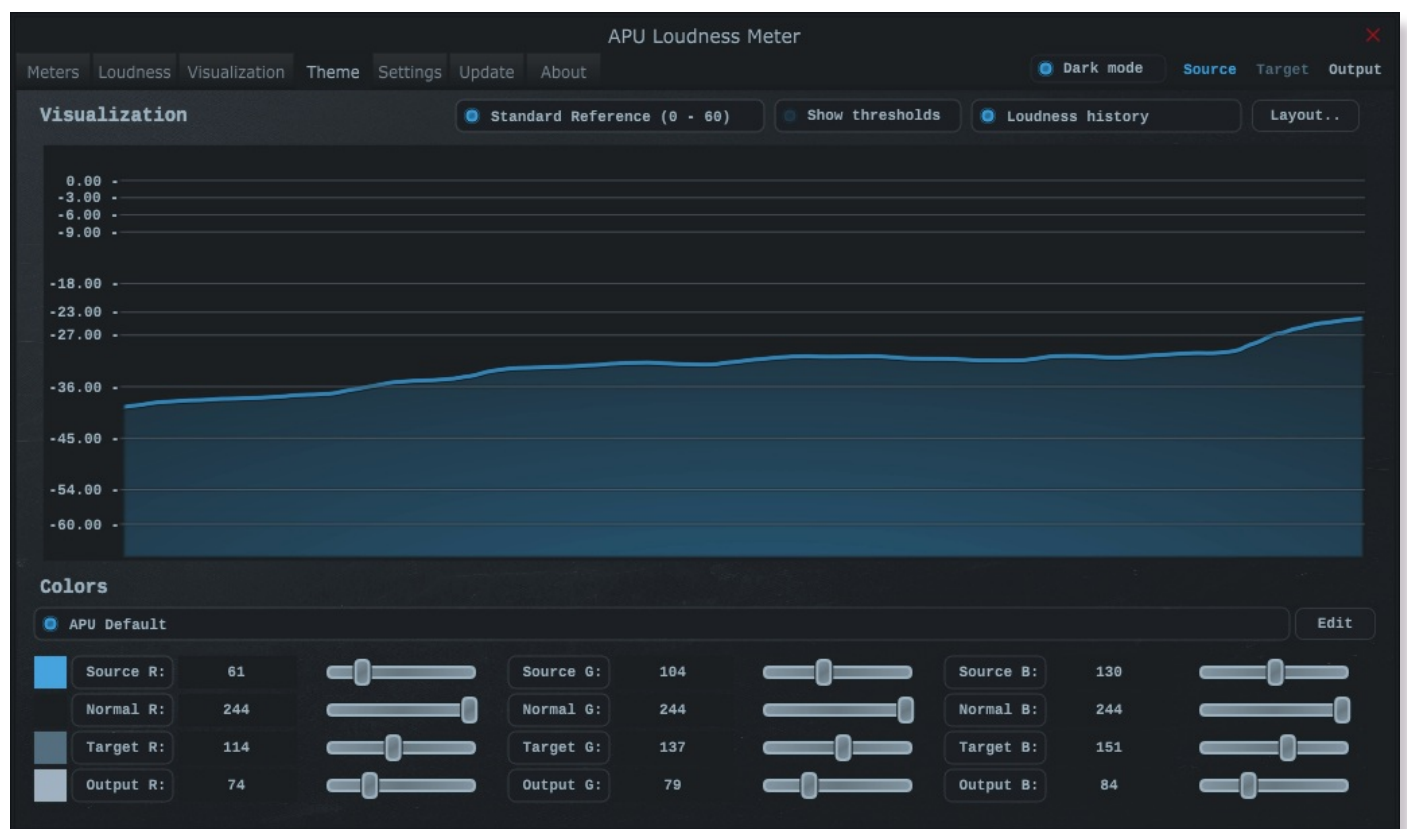 APU Loudness Meter
Meters Loudness Visualization Theme Settings Update About Dark mode Source Target Output
Visualization Standard Reference (0 - 60) Show thresholds Loudness history Layout..
0.00 -
-3.00 -
-6.00 -
-9.00 -
-18.00 -
-23.00 -
-27.00 -
-36.00 -
-45.00 -
-54.00 -
-60.00 -
Colors
APU Default Edit
Source R: 61 Source G: 104 Source B: 130
Normal R: 244 Normal G: 244 Normal B: 244
Target R: 114 Target G: 137 Target B: 151
Output R: 74 Output G: 79 Output B: 84